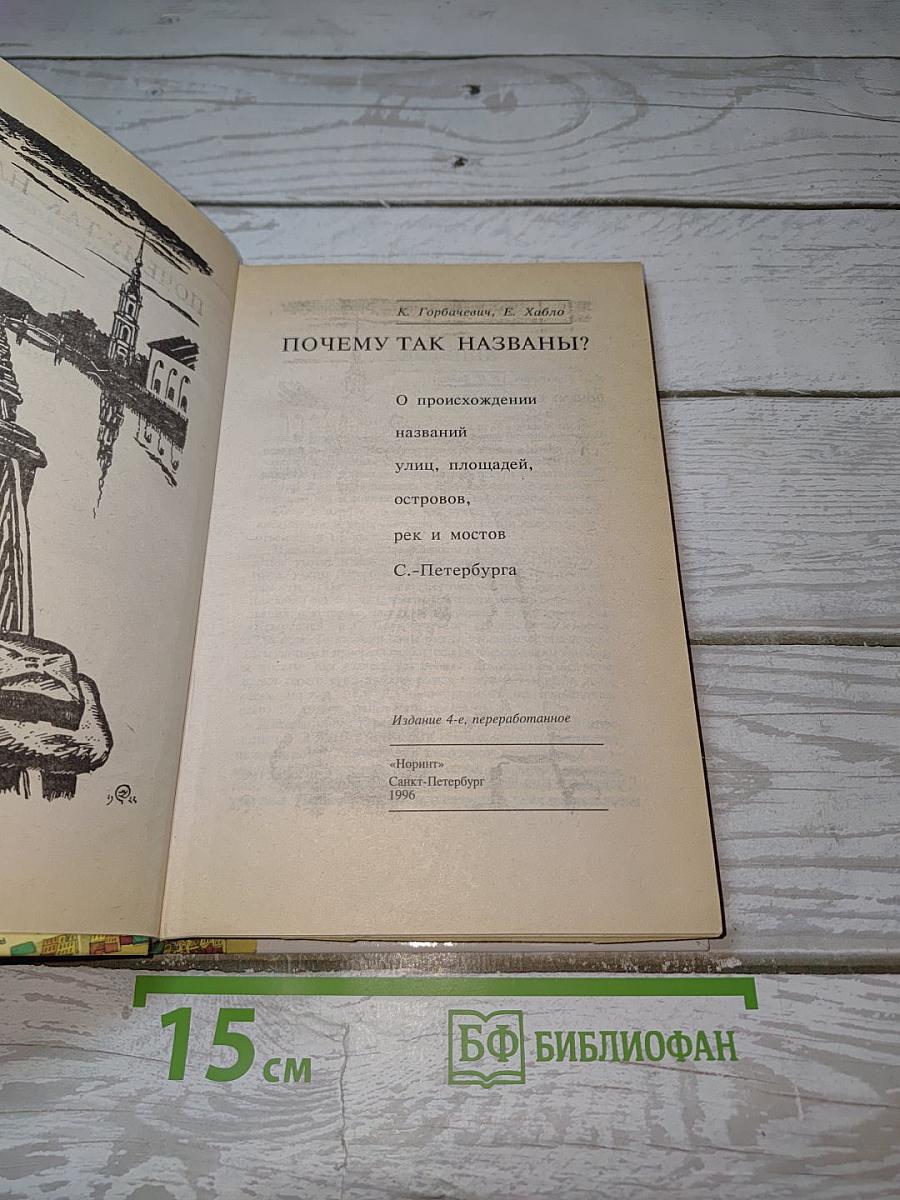 К. Горбачевич, Е. Хабло
ПОЧЕМУ ТАК НАЗВАНЫ?
О происхождении
названий
улиц, площадей,
островов,
рек и мостов
С.-Петербурга
Издание 4-е, переработанное
«Норинт»
Санкт-Петербург
1996
15 см
БФ БИБЛИОФАН